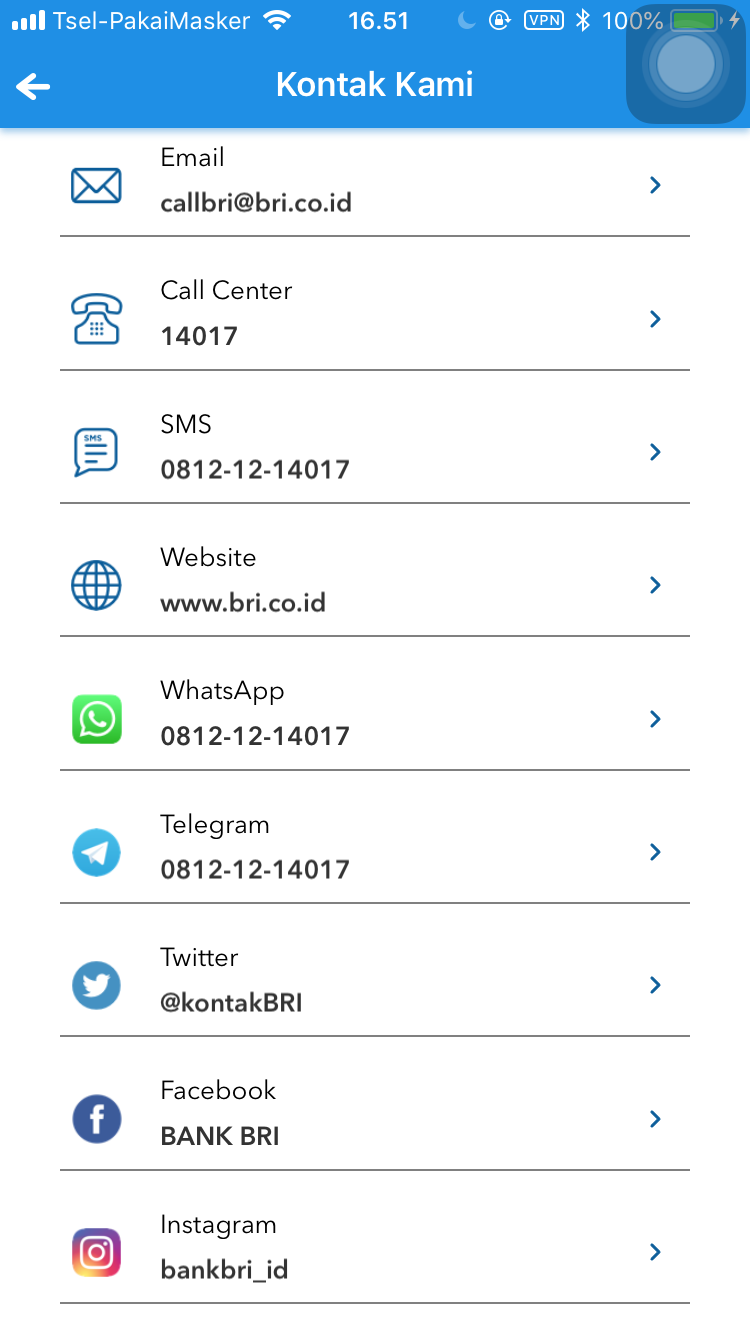 Tsel-PakaiMasker 16.51 VPN 100%
Kontak Kami
Email
callbri@bri.co.id
Call Center
14017
SMS
SMS
0812-12-14017
Website
www.bri.co.id
WhatsApp
0812-12-14017
Telegram
0812-12-14017
Twitter
@kontakBRI
Facebook
BANK BRI
Instagram
bankbri_id